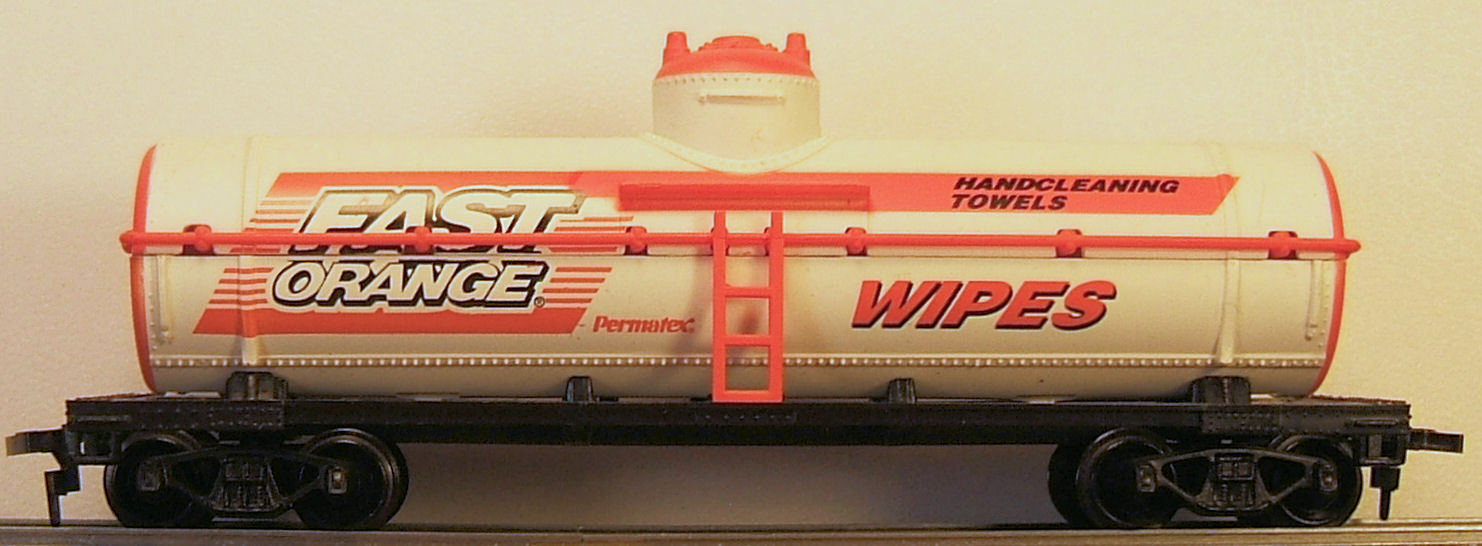 FAST
ORANGE®
Permatex®
HANDCLEANING
TOWELS
WIPES